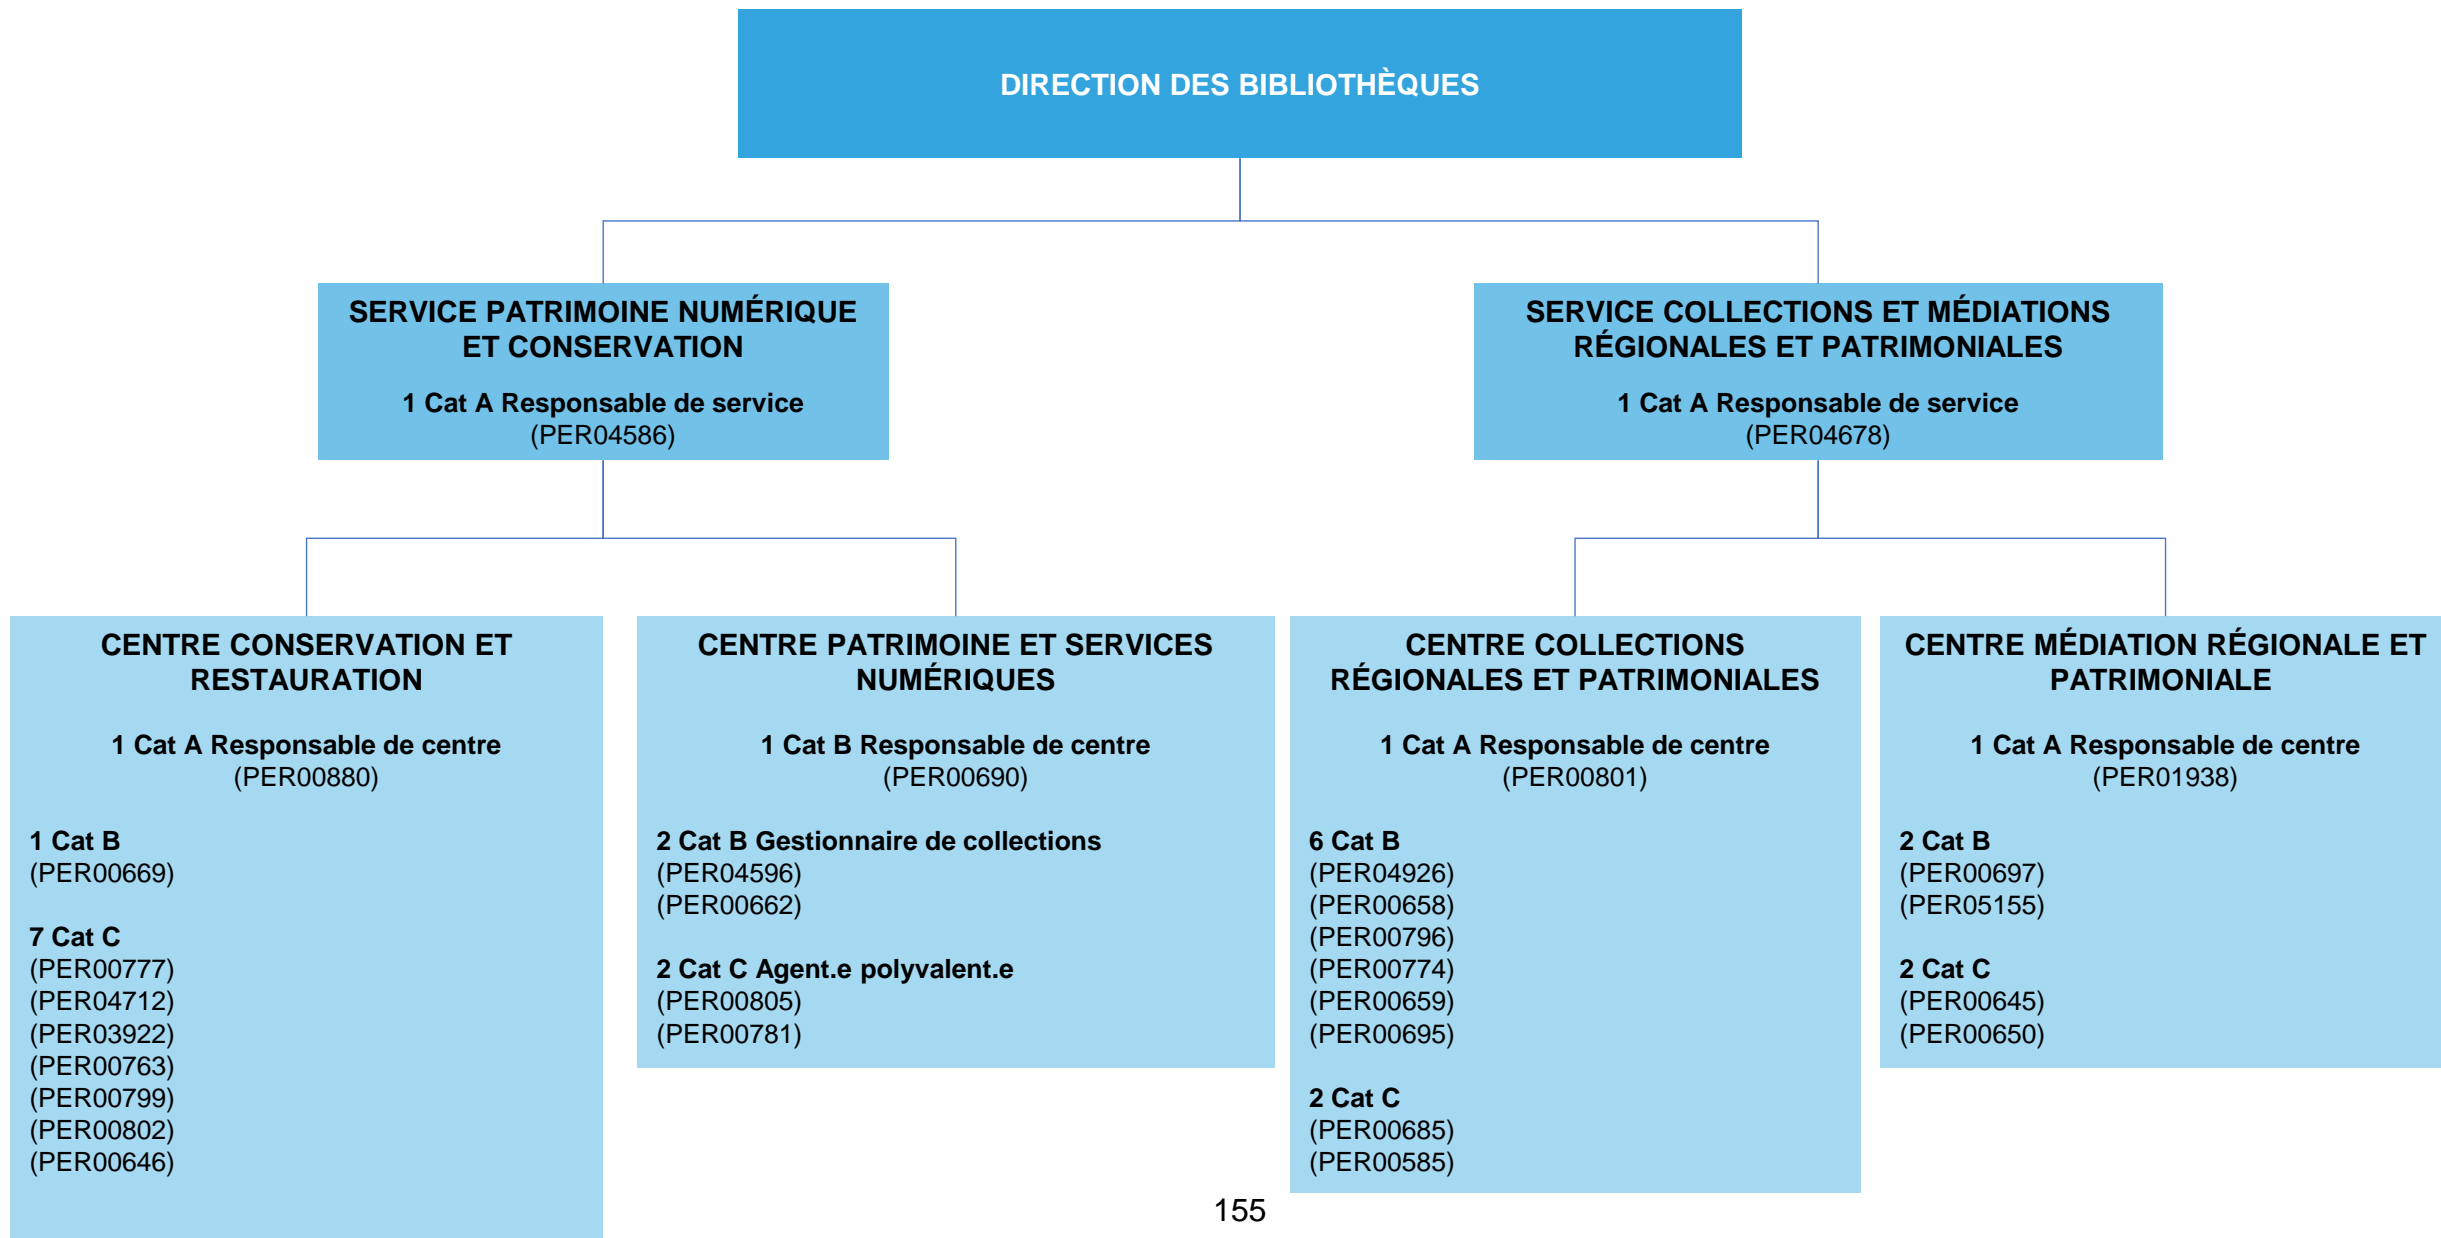 DIRECTION DES BIBLIOTHÈQUES
SERVICE PATRIMOINE NUMÉRIQUE
ET CONSERVATION
1 Cat A Responsable de service
(PER04586)
SERVICE COLLECTIONS ET MÉDIATIONS
RÉGIONALES ET PATRIMONIALES
1 Cat A Responsable de service
(PER04678)
CENTRE CONSERVATION ET
RESTAURATION
1 Cat A Responsable de centre
(PER00880)
1 Cat B
(PER00669)
7 Cat C
(PER00777)
(PER04712)
(PER03922)
(PER00763)
(PER00799)
(PER00802)
(PER00646)
CENTRE PATRIMOINE ET SERVICES
NUMÉRIQUES
1 Cat B Responsable de centre
(PER00690)
2 Cat B Gestionnaire de collections
(PER04596)
(PER00662)
2 Cat C Agent.e polyvalent.e
(PER00805)
(PER00781)
CENTRE COLLECTIONS
RÉGIONALES ET PATRIMONIALES
1 Cat A Responsable de centre
(PER00801)
6 Cat B
(PER04926)
(PER00658)
(PER00796)
(PER00774)
(PER00659)
(PER00695)
2 Cat C
(PER00685)
(PER00585)
CENTRE MÉDIATION RÉGIONALE ET
PATRIMONIALE
1 Cat A Responsable de centre
(PER01938)
2 Cat B
(PER00697)
(PER05155)
2 Cat C
(PER00645)
(PER00650)
155